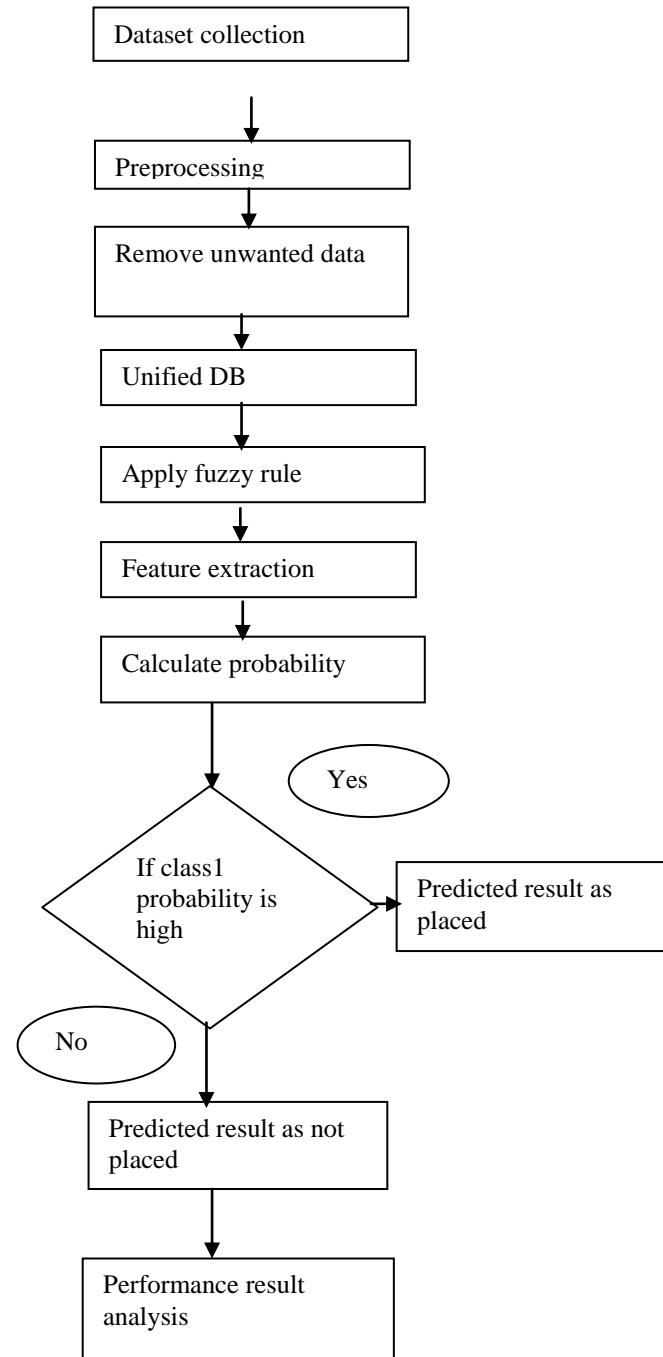 Dataset collection
Preprocessing
Remove unwanted data
Unified DB
Apply fuzzy rule
Feature extraction
Calculate probability
Yes
If class1
probability is
high
Predicted result as
placed
No
Predicted result as not
placed
Performance result
analysis